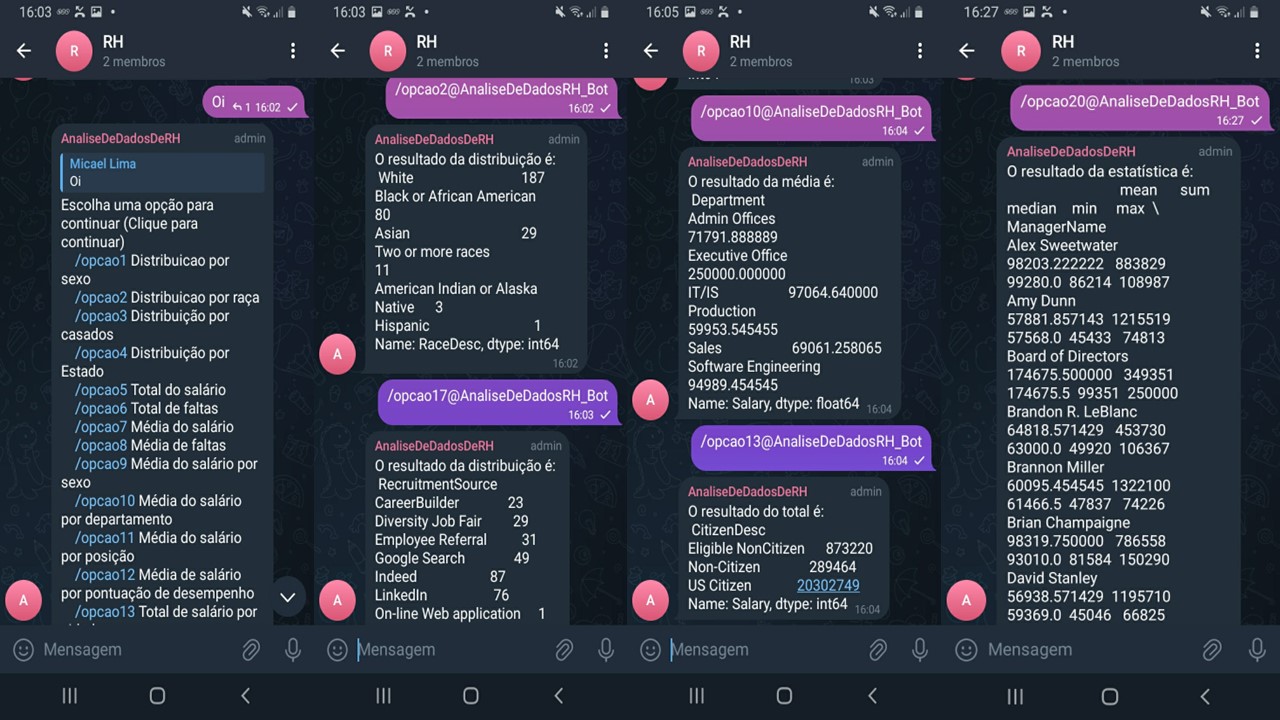 16:03
RH
2 membros
Oi 1 16:02
AnaliseDeDadosDeRH admin
Micael Lima
Oi
Escolha uma opção para
continuar (Clique para
continuar)
/opcao1 Distribuicao por
sexo
/opcao2 Distribuicao por raça
/opcao3 Distribuição por
casados
/opcao4 Distribuição por
Estado
/opcao5 Total do salário
/opcao6 Total de faltas
/opcao7 Média do salário
/opcao8 Média de faltas
/opcao9 Média do salário por
sexo
/opcao10 Média do salário
por departamento
/opcao11 Média do salário
por posição
/opcao12 Média de salário
por pontuação de desempenho
/opcao13 Total de salário por
A
Mensagem
16:03
R
RH
2 membros
/opcao2@AnaliseDeDadosRH_Bot
16:02
AnaliseDeDadosDeRH admin
O resultado da distribuição é:
White 187
Black or African American
80
Asian 29
Two or more races
11
American Indian or Alaska
Native 3
Hispanic 1
Name: RaceDesc, dtype: int64
16:02
A
/opcao17@AnaliseDeDadosRH_Bot
16:03
AnaliseDeDadosDeRH admin
O resultado da distribuição é:
RecruitmentSource
CareerBuilder 23
Diversity Job Fair 29
Employee Referral 31
Google Search 49
Indeed 87
LinkedIn 76
On-line Web application 1
A
Mensagem
16:05
R
RH
2 membros
16:03
/opcao10@AnaliseDeDadosRH_Bot
16:04
AnaliseDeDadosDeRH admin
O resultado da média é:
Department
Admin Offices
71791.888889
Executive Office
250000.000000
IT/IS 97064.640000
Production
59953.545455
Sales 69061.258065
Software Engineering
94989.454545
Name: Salary, dtype: float64 16:04
A
/opcao13@AnaliseDeDadosRH_Bot
16:04
AnaliseDeDadosDeRH admin
O resultado do total é:
CitizenDesc
Eligible NonCitizen 873220
Non-Citizen 289464
US Citizen 20302749
Name: Salary, dtype: int64 16:04
A
Mensagem
16:27
R
RH
2 membros
/opcao20@AnaliseDeDadosRH_Bot
16:27
AnaliseDeDadosDeRH admin
O resultado da estatística é:
mean sum
median min max \
ManagerName
Alex Sweetwater
98203.222222 883829
99280.0 86214 108987
Amy Dunn
57881.857143 1215519
57568.0 45433 74813
Board of Directors
174675.500000 349351
174675.5 99351 250000
Brandon R. LeBlanc
64818.571429 453730
63000.0 49920 106367
Brannon Miller
60095.454545 1322100
61466.5 47837 74226
Brian Champaigne
98319.750000 786558
93010.0 81584 150290
David Stanley
56938.571429 1195710
59369.0 45046 66825
A
Mensagem